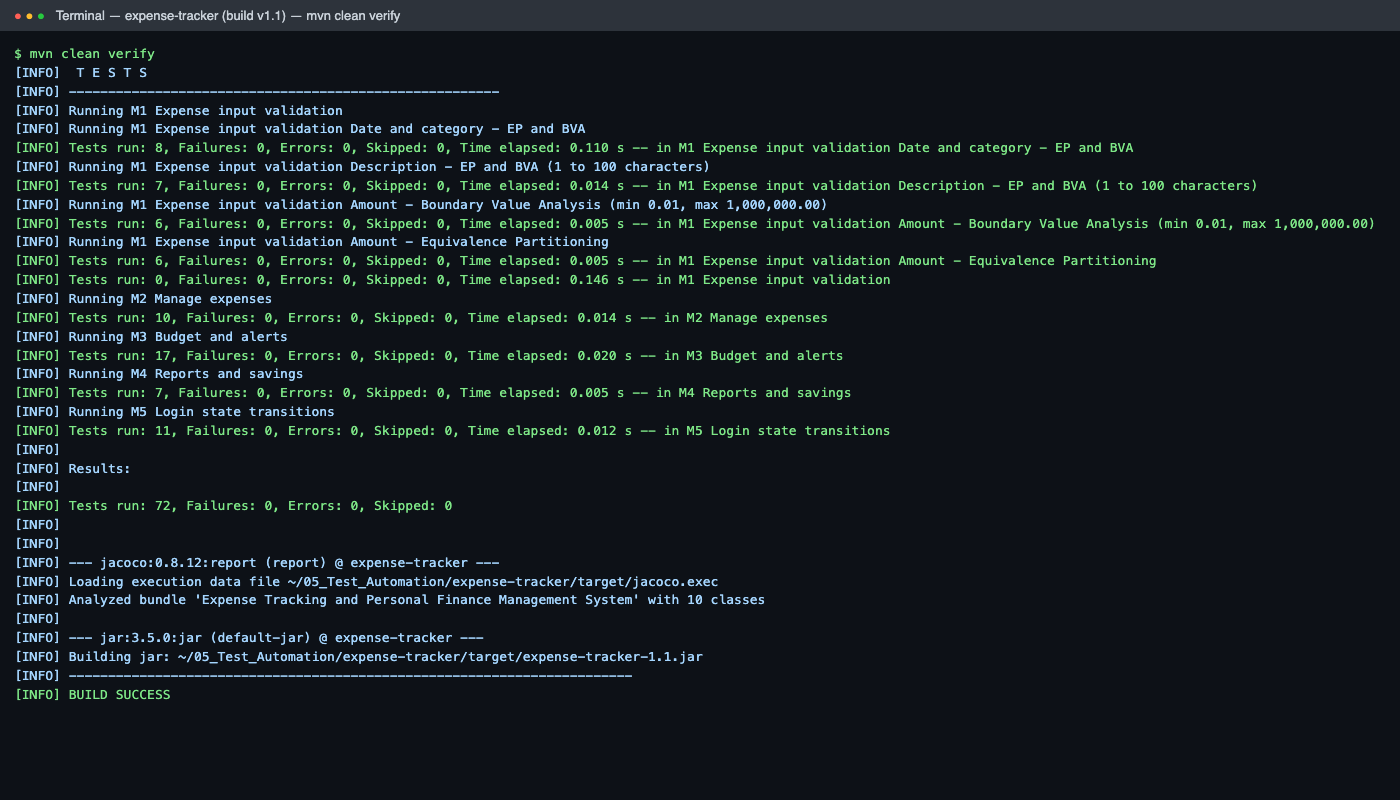 Terminal — expense-tracker (build v1.1) — mvn clean verify
$ mvn clean verify
[INFO]  T E S T S
[INFO] -------------------------------------------------------
[INFO] Running M1 Expense input validation
[INFO] Running M1 Expense input validation Date and category - EP and BVA
[INFO] Tests run: 8, Failures: 0, Errors: 0, Skipped: 0, Time elapsed: 0.110 s -- in M1 Expense input validation Date and category - EP and BVA
[INFO] Running M1 Expense input validation Description - EP and BVA (1 to 100 characters)
[INFO] Tests run: 7, Failures: 0, Errors: 0, Skipped: 0, Time elapsed: 0.014 s -- in M1 Expense input validation Description - EP and BVA (1 to 100 characters)
[INFO] Running M1 Expense input validation Amount - Boundary Value Analysis (min 0.01, max 1,000,000.00)
[INFO] Tests run: 6, Failures: 0, Errors: 0, Skipped: 0, Time elapsed: 0.005 s -- in M1 Expense input validation Amount - Boundary Value Analysis (min 0.01, max 1,000,000.00)
[INFO] Running M1 Expense input validation Amount - Equivalence Partitioning
[INFO] Tests run: 6, Failures: 0, Errors: 0, Skipped: 0, Time elapsed: 0.005 s -- in M1 Expense input validation Amount - Equivalence Partitioning
[INFO] Tests run: 0, Failures: 0, Errors: 0, Skipped: 0, Time elapsed: 0.146 s -- in M1 Expense input validation
[INFO] Running M2 Manage expenses
[INFO] Tests run: 10, Failures: 0, Errors: 0, Skipped: 0, Time elapsed: 0.014 s -- in M2 Manage expenses
[INFO] Running M3 Budget and alerts
[INFO] Tests run: 17, Failures: 0, Errors: 0, Skipped: 0, Time elapsed: 0.020 s -- in M3 Budget and alerts
[INFO] Running M4 Reports and savings
[INFO] Tests run: 7, Failures: 0, Errors: 0, Skipped: 0, Time elapsed: 0.005 s -- in M4 Reports and savings
[INFO] Running M5 Login state transitions
[INFO] Tests run: 11, Failures: 0, Errors: 0, Skipped: 0, Time elapsed: 0.012 s -- in M5 Login state transitions
[INFO]
[INFO] Results:
[INFO]
[INFO] Tests run: 72, Failures: 0, Errors: 0, Skipped: 0
[INFO]
[INFO]
[INFO] --- jacoco:0.8.12:report (report) @ expense-tracker ---
[INFO] Loading execution data file ~/05_Test_Automation/expense-tracker/target/jacoco.exec
[INFO] Analyzed bundle 'Expense Tracking and Personal Finance Management System' with 10 classes
[INFO]
[INFO] --- jar:3.5.0:jar (default-jar) @ expense-tracker ---
[INFO] Building jar: ~/05_Test_Automation/expense-tracker/target/expense-tracker-1.1.jar
[INFO] ------------------------------------------------------------------------
[INFO] BUILD SUCCESS